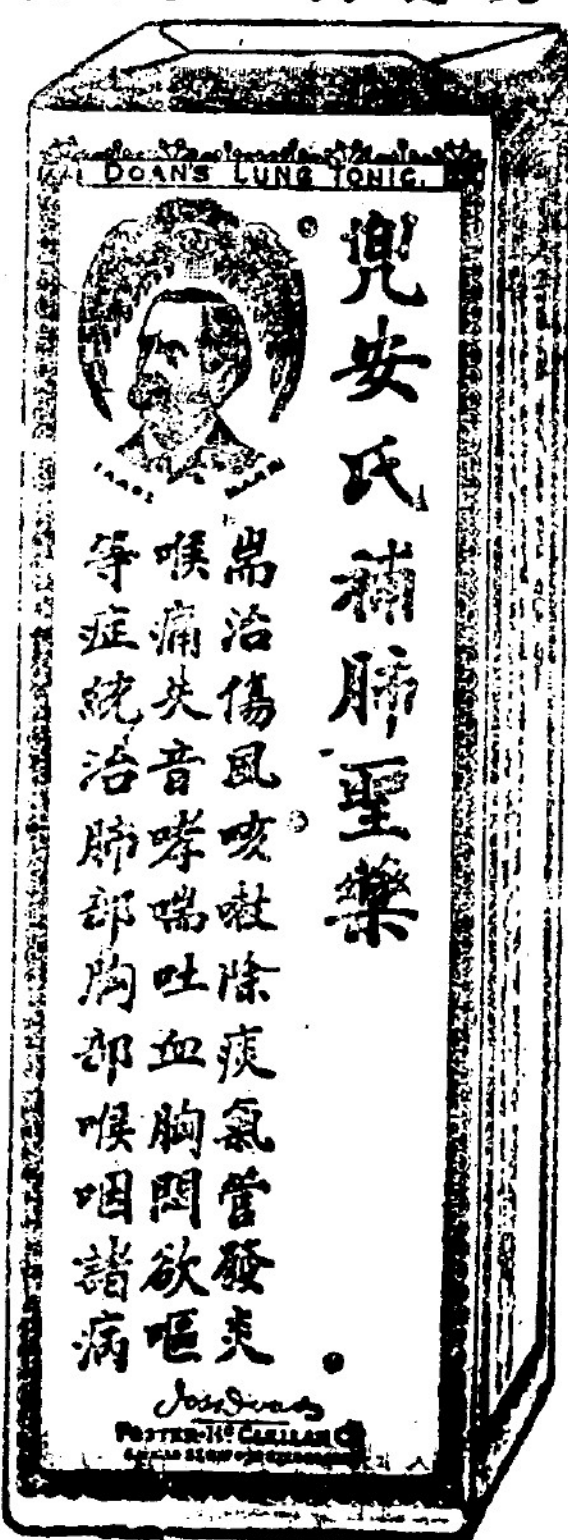 DOAN'S LUNG TONIC.
兜安氏補肺聖藥
耑治傷風咳嗽除痰氣管發炎
喉痛失音哮喘吐血胸悶欲嘔
等症統治肺部胸部喉咽諸病
FOSTER-McCLELLAN Co